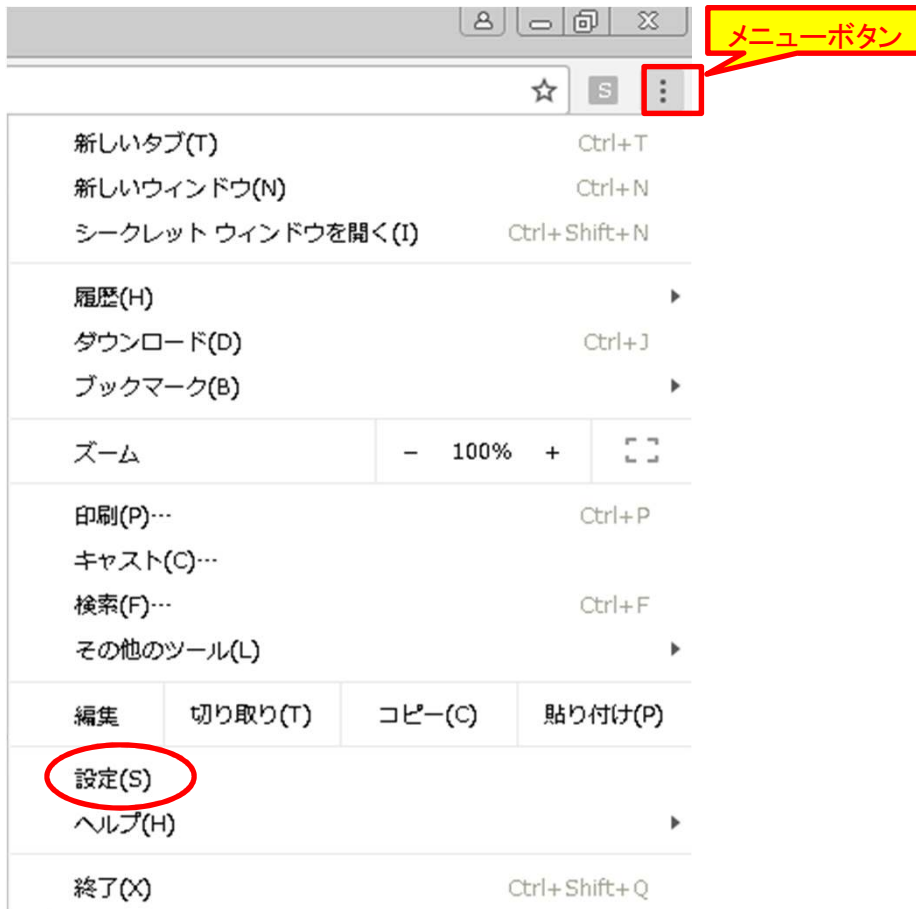 メニューボタン
S
新しいタブ(T) Ctrl+T
新しいウィンドウ(N) Ctrl+N
シークレット ウィンドウを開く(I) Ctrl+Shift+N
履歴(H)
ダウンロード(D) Ctrl+J
ブックマーク(B)
ズーム - 100% +
印刷(P)… Ctrl+P
キャスト(C)…
検索(F)… Ctrl+F
その他のツール(L)
編集 切り取り(T) コピー(C) 貼り付け(P)
設定(S)
ヘルプ(H)
終了(X) Ctrl+Shift+Q